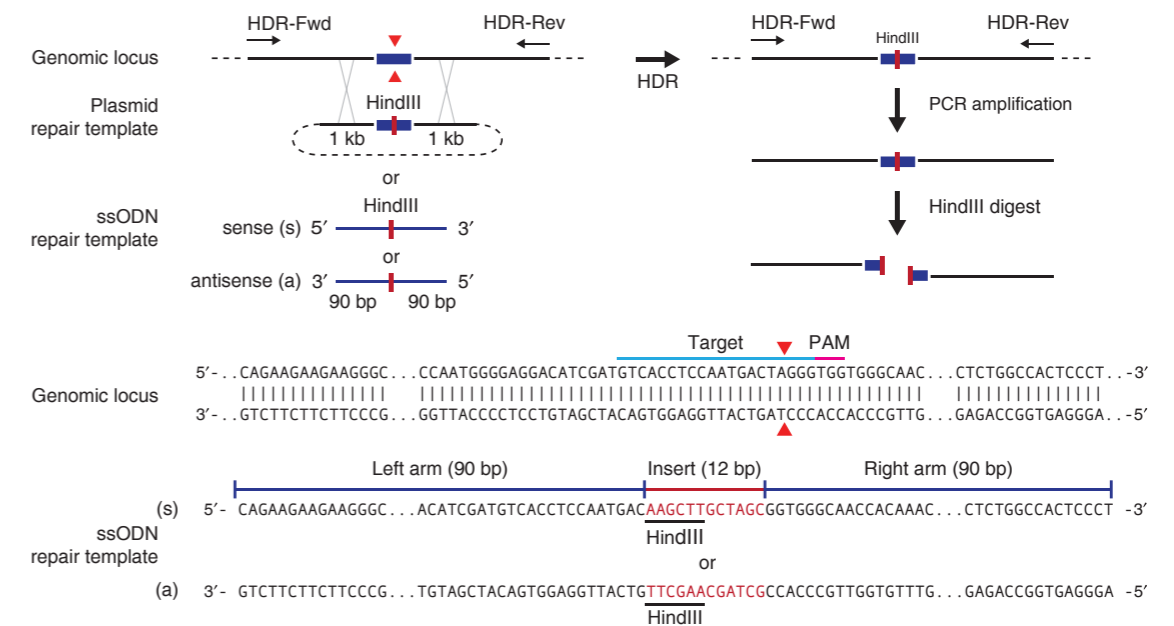 HDR-Fwd HDR-Rev HDR-Fwd HDR-Rev
HindIII
Genomic locus
HDR
Plasmid
repair template
HindIII
1 kb 1 kb
PCR amplification
or
ssODN
repair template
HindIII
sense (s) 5′ 3′
or
antisense (a) 3′ 5′
90 bp 90 bp
HindIII digest
Target PAM
5′-..CAGAAGAAGAAGGGC...CCAATGGGGAGGACATCGATGTCACCTCCAATGACTAGGGTGGTGGGCAAC...CTCTGGCCACTCCCT..-3′
Genomic locus
3′-..GTCTTCTTCTTCCCG...GGTTACCCCTCCTGTAGCTACAGTGGAGGTTACTGATCCCACCACCCGTTG...GAGACCGGTGAGGGA..-5′
Left arm (90 bp) Insert (12 bp) Right arm (90 bp)
(s) 5′- CAGAAGAAGAAGGGC...ACATCGATGTCACCTCCAATGACAAGCTTGCTAGCGGTGGGCAACCACAAAC...CTCTGGCCACTCCCT -3′
ssODN
repair template
HindIII
or
(a) 3′- GTCTTCTTCTTCCCG...TGTAGCTACAGTGGAGGTTACTGTTCGAACGATCGCCACCCGTTGGTGTTTG...GAGACCGGTGAGGGA -5′
HindIII